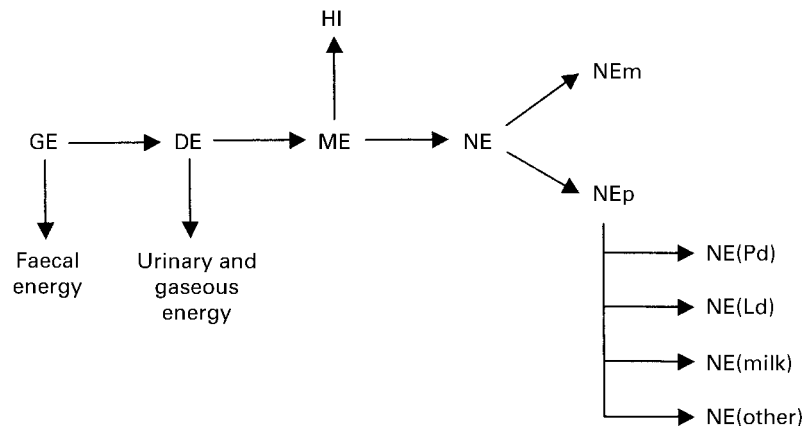 HI
NEm
GE
DE
ME
NE
NEp
Faecal
energy
Urinary and
gaseous
energy
NE(Pd)
NE(Ld)
NE(milk)
NE(other)